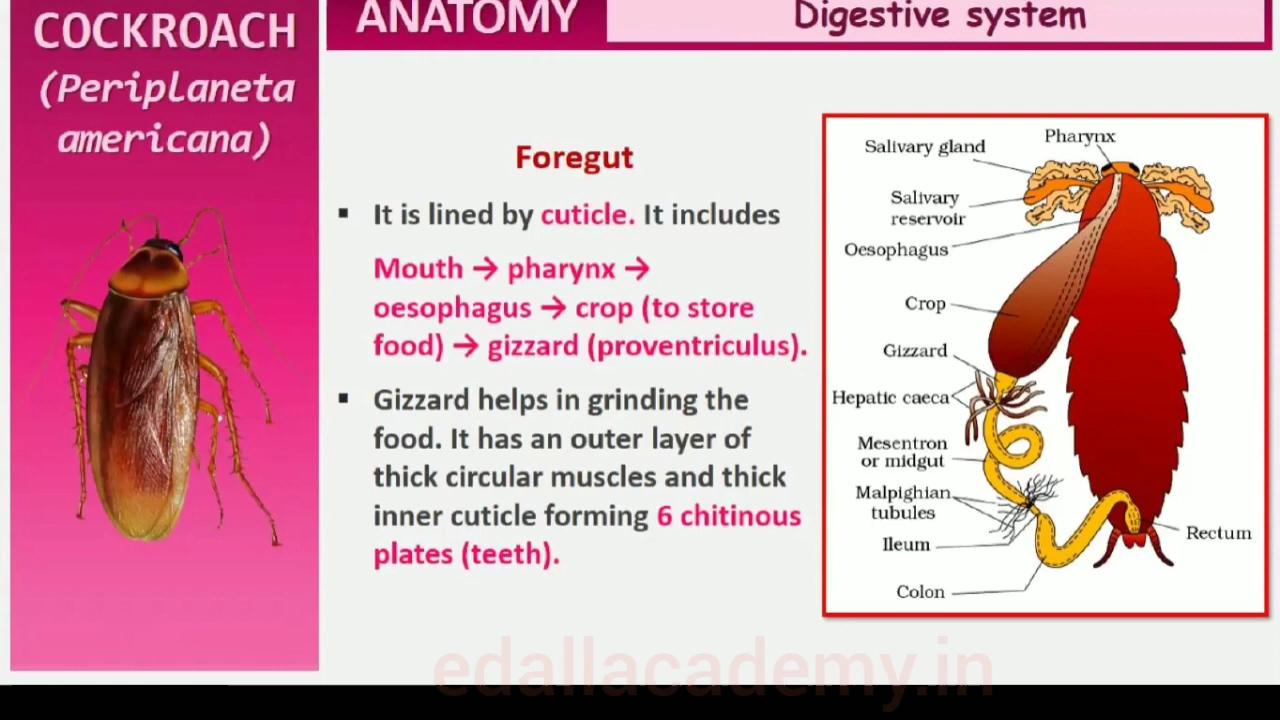 COCKROACH
(Periplaneta
americana)
ANATOMY
Digestive system
Foregut
▪ It is lined by cuticle. It includes
Mouth → pharynx →
oesophagus → crop (to store
food) → gizzard (proventriculus).
▪ Gizzard helps in grinding the
food. It has an outer layer of
thick circular muscles and thick
inner cuticle forming 6 chitinous
plates (teeth).
Pharynx
Salivary gland
Salivary
reservoir
Oesophagus
Crop
Gizzard
Hepatic caeca
Mesentron
or midgut
Malpighian
tubules
Ileum
Rectum
Colon
edallacademy.in